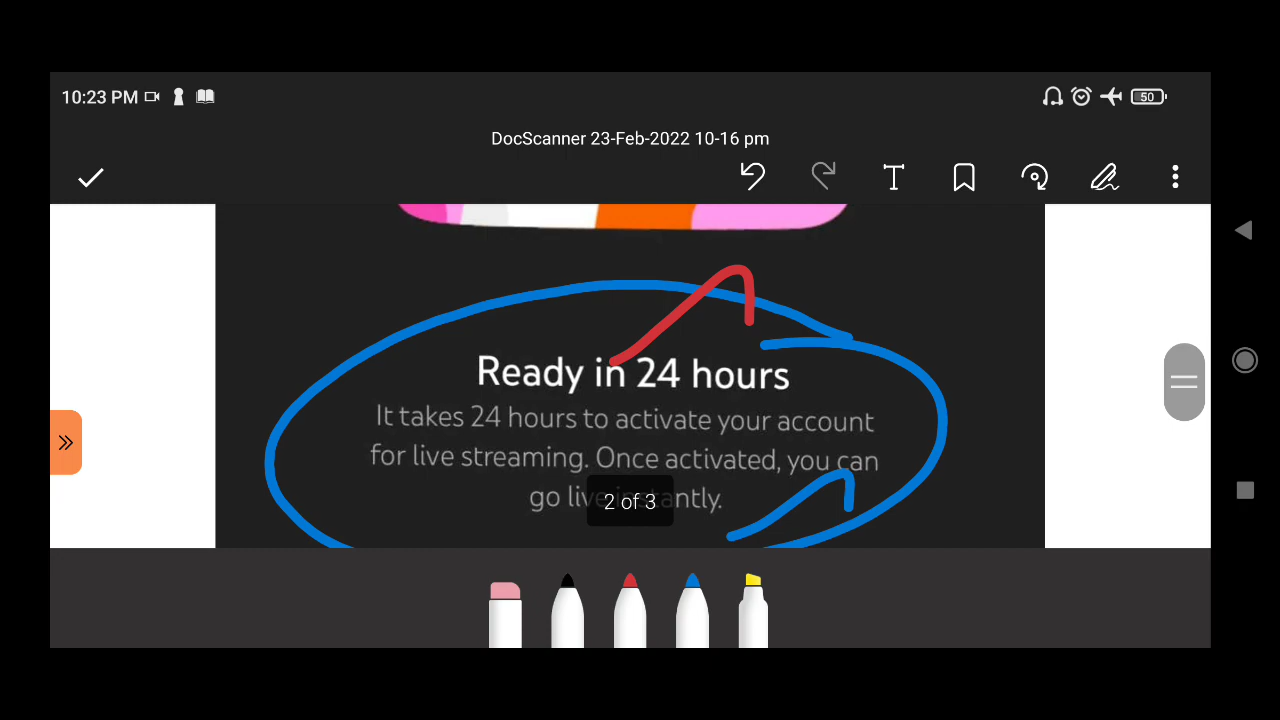 10:23 PM
50
DocScanner 23-Feb-2022 10-16 pm
T
Ready in 24 hours
It takes 24 hours to activate your account
for live streaming. Once activated, you can
go live instantly.
2 of 3